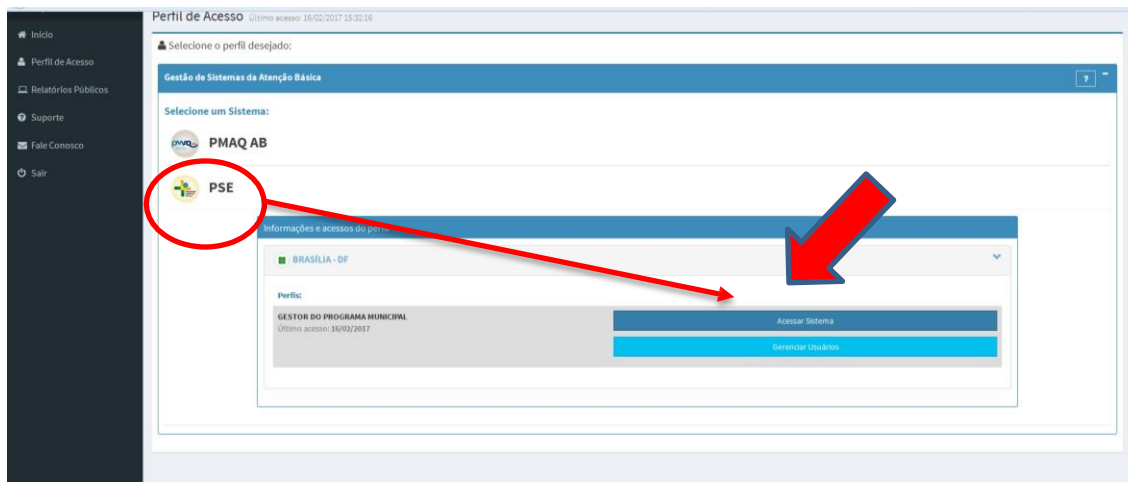 Perfil de Acesso Último acesso: 16/02/2017 15:32:16
Início
Perfil de Acesso
Relatórios Públicos
Suporte
Fale Conosco
Sair
Selecione o perfil desejado:
Gestão de Sistemas da Atenção Básica
?
Selecione um Sistema:
PMAQ AB
PSE
Informações e acessos do perfil
BRASÍLIA - DF
Perfis:
GESTOR DO PROGRAMA MUNICIPAL
Último acesso: 16/02/2017
Acessar Sistema
Gerenciar Usuários